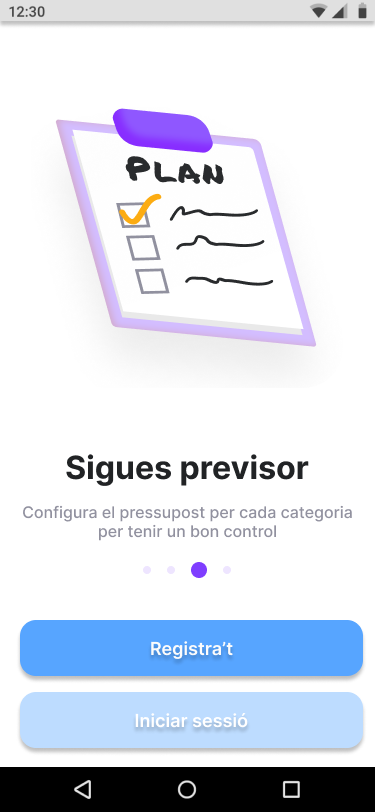 12:30
PLAN
Sigues previsor
Configura el pressupost per cada categoria
per tenir un bon control
Registra't
Iniciar sessió